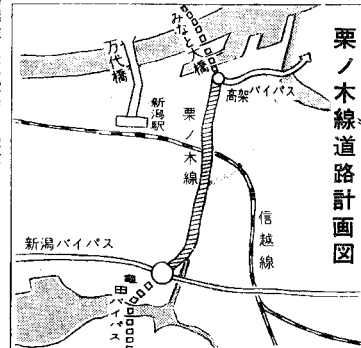 栗ノ木線道路計画図
みなと大橋
万代橋
新潟駅
高架バイパス
栗ノ木線
信越線
新潟バイパス
亀田バイパス